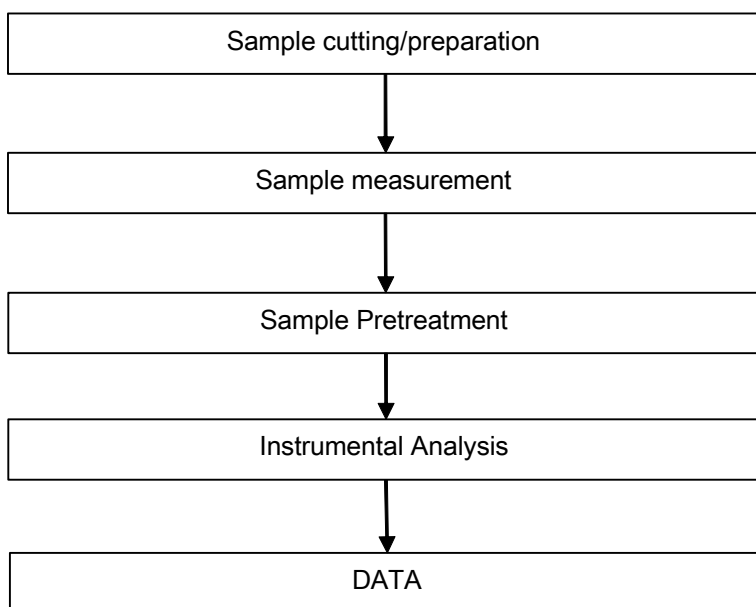 Sample cutting/preparation
Sample measurement
Sample Pretreatment
Instrumental Analysis
DATA